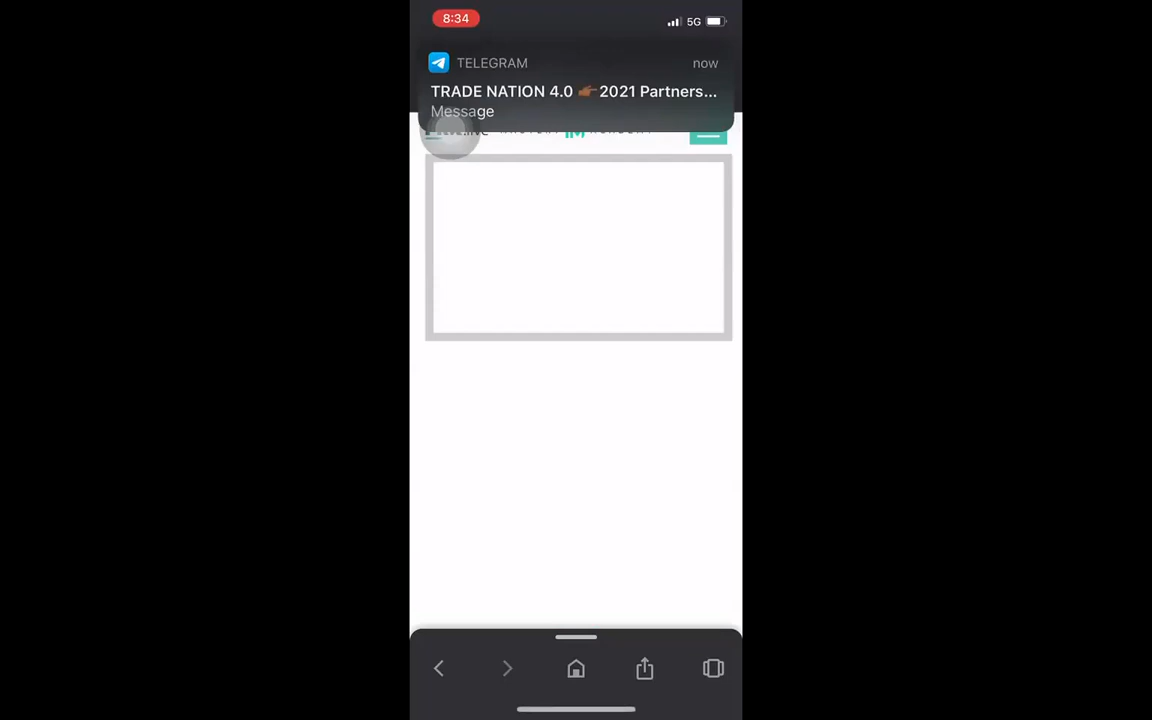 8:34
5G
TELEGRAM
now
TRADE NATION 4.0 👉🏾2021 Partners...
Message